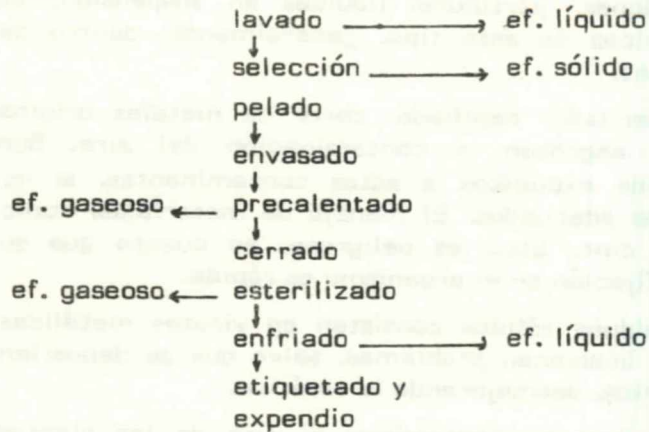 lavado ef. líquido
selección ef. sólido
pelado
envasado
ef. gaseoso precalentado
cerrado
ef. gaseoso esterilizado
enfriado ef. líquido
etiquetado y
expendio